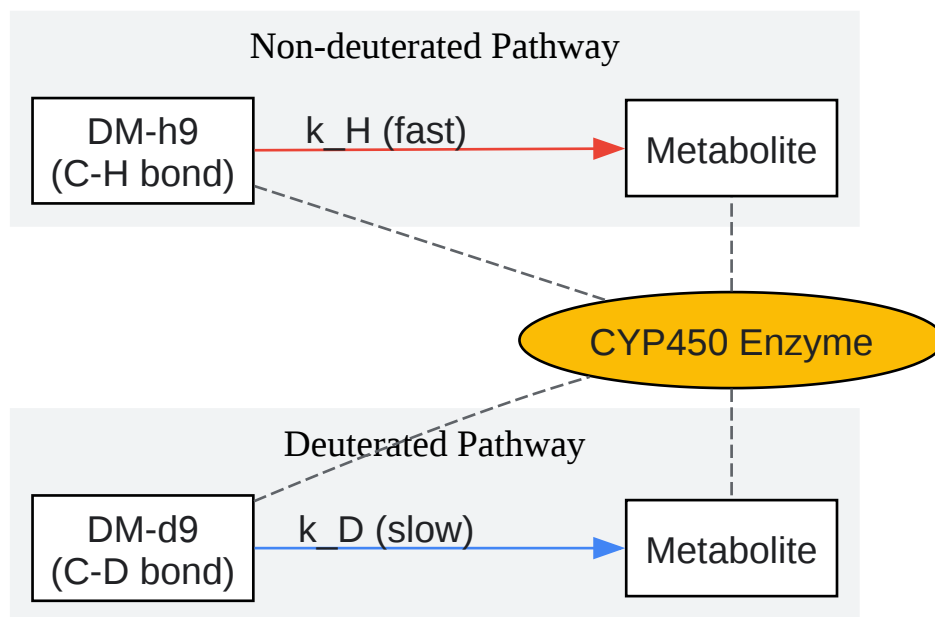 Non-deuterated Pathway
DM-h9
(C-H bond)
k_H (fast)
Metabolite
CYP450 Enzyme
Deuterated Pathway
DM-d9
(C-D bond)
k_D (slow)
Metabolite